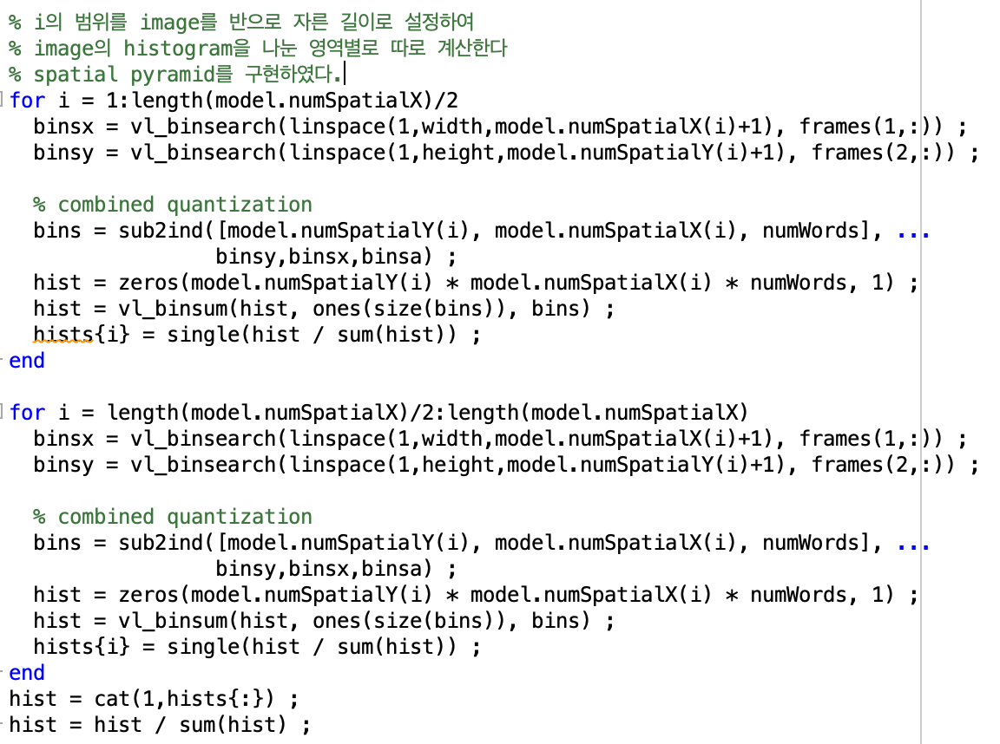 % i의 범위를 image를 반으로 자른 길이로 설정하여
% image의 histogram을 나눈 영역별로 따로 계산한다
% spatial pyramid를 구현하였다.
for i = 1:length(model.numSpatialX)/2
  binsx = vl_binsearch(linspace(1,width,model.numSpatialX(i)+1), frames(1,:)) ;
  binsy = vl_binsearch(linspace(1,height,model.numSpatialY(i)+1), frames(2,:)) ;

  % combined quantization
  bins = sub2ind([model.numSpatialY(i), model.numSpatialX(i), numWords], ...
                 binsy,binsx,binsa) ;
  hist = zeros(model.numSpatialY(i) * model.numSpatialX(i) * numWords, 1) ;
  hist = vl_binsum(hist, ones(size(bins)), bins) ;
  hists{i} = single(hist / sum(hist)) ;
end

for i = length(model.numSpatialX)/2:length(model.numSpatialX)
  binsx = vl_binsearch(linspace(1,width,model.numSpatialX(i)+1), frames(1,:)) ;
  binsy = vl_binsearch(linspace(1,height,model.numSpatialY(i)+1), frames(2,:)) ;

  % combined quantization
  bins = sub2ind([model.numSpatialY(i), model.numSpatialX(i), numWords], ...
                 binsy,binsx,binsa) ;
  hist = zeros(model.numSpatialY(i) * model.numSpatialX(i) * numWords, 1) ;
  hist = vl_binsum(hist, ones(size(bins)), bins) ;
  hists{i} = single(hist / sum(hist)) ;
end
hist = cat(1,hists{:}) ;
hist = hist / sum(hist) ;